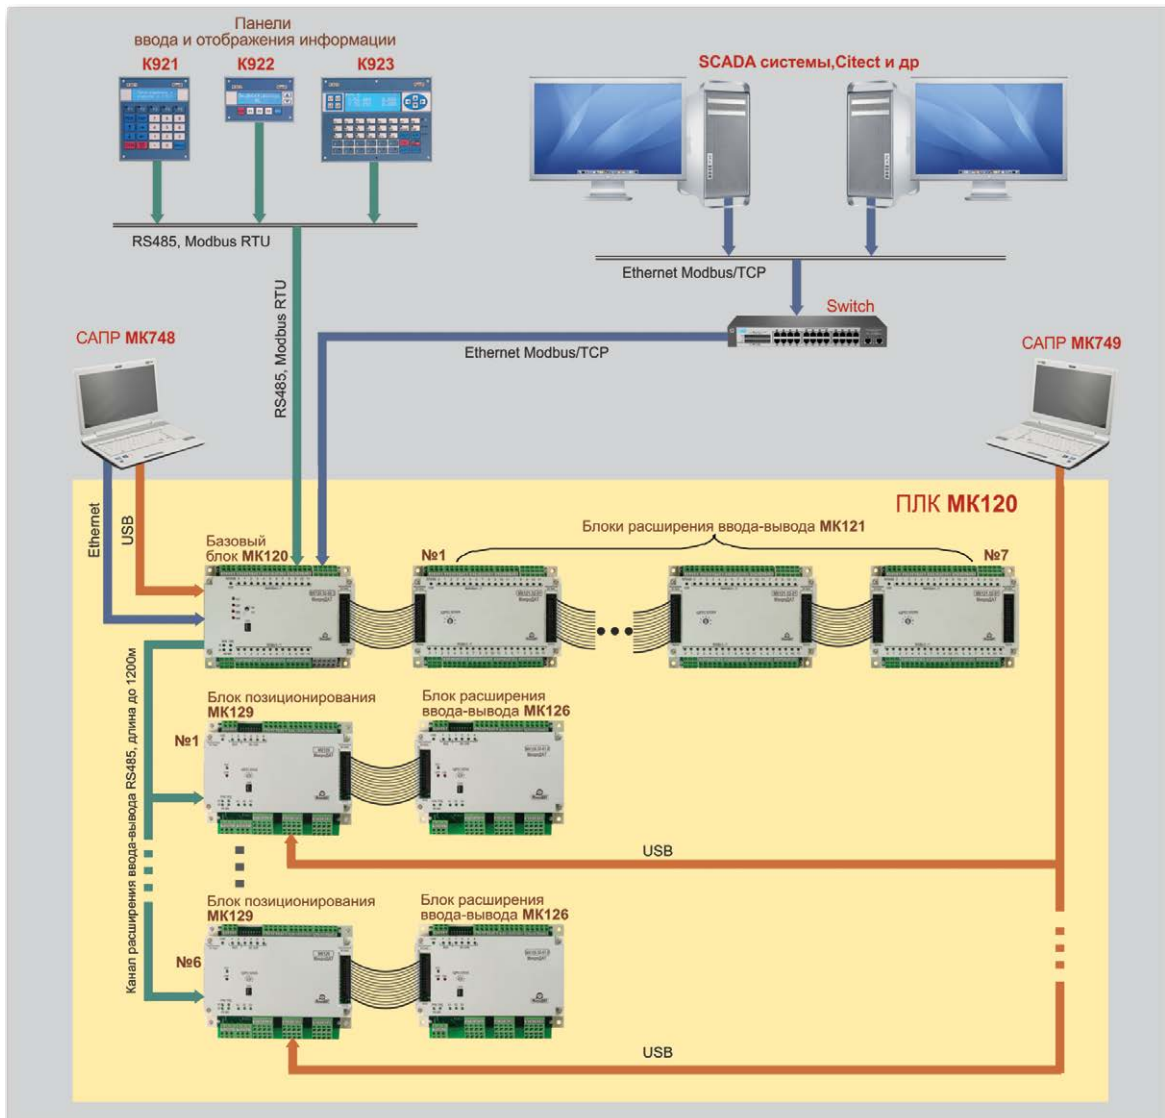 Панели
ввода и отображения информации
К921
К922
К923
SCADA системы,Citect и др
RS485, Modbus RTU
Ethernet Modbus/TCP
RS485, Modbus RTU
Switch
Ethernet Modbus/TCP
САПР МК748
САПР МК749
Ethernet
USB
ПЛК МК120
Базовый
блок МК120
Блоки расширения ввода-вывода МК121
№1
№7
Канал расширения ввода-вывода RS485, длина до 1200м
Блок позиционирования
МК129
Блок расширения
ввода-вывода МК126
№1
USB
Блок позиционирования
МК129
Блок расширения
ввода-вывода МК126
№6
USB